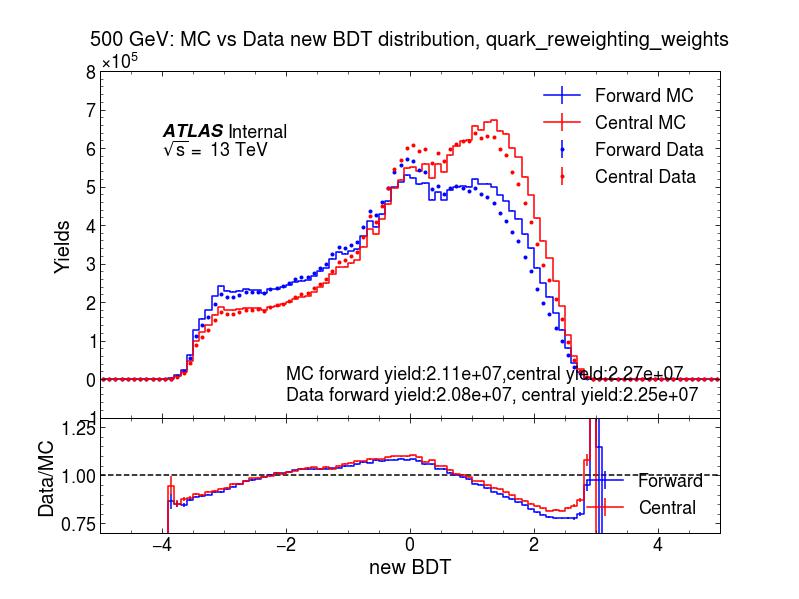 500 GeV: MC vs Data new BDT distribution, quark_reweighting_weights
×10⁵
8
7
6
5
4
3
2
1
0
−1
Yields
ATLAS Internal
√s = 13 TeV
Forward MC
Central MC
Forward Data
Central Data
MC forward yield:2.11e+07,central yield:2.27e+07
Data forward yield:2.08e+07, central yield:2.25e+07
1.25
1.00
0.75
Data/MC
Forward
Central
−4 −2 0 2 4
new BDT